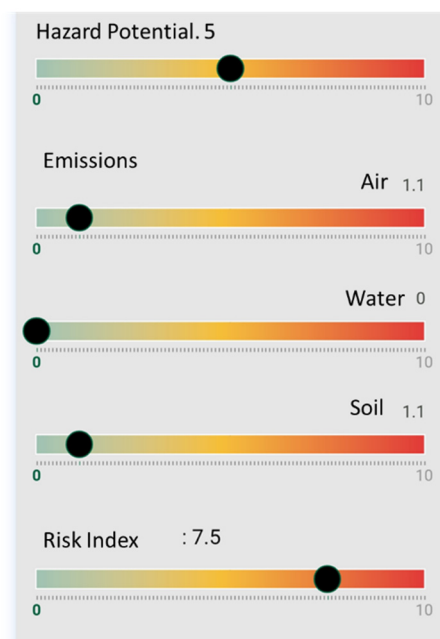 Hazard Potential. 5
0 10
Emissions
Air 1.1
0 10
Water 0
0 10
Soil 1.1
0 10
Risk Index : 7.5
0 10